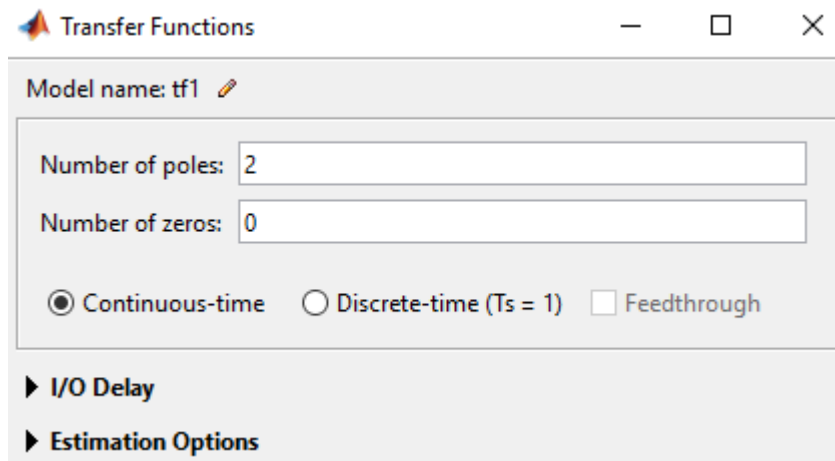 Transfer Functions
Model name: tf1
Number of poles: 2
Number of zeros: 0
Continuous-time Discrete-time (Ts = 1) Feedthrough
I/O Delay
Estimation Options